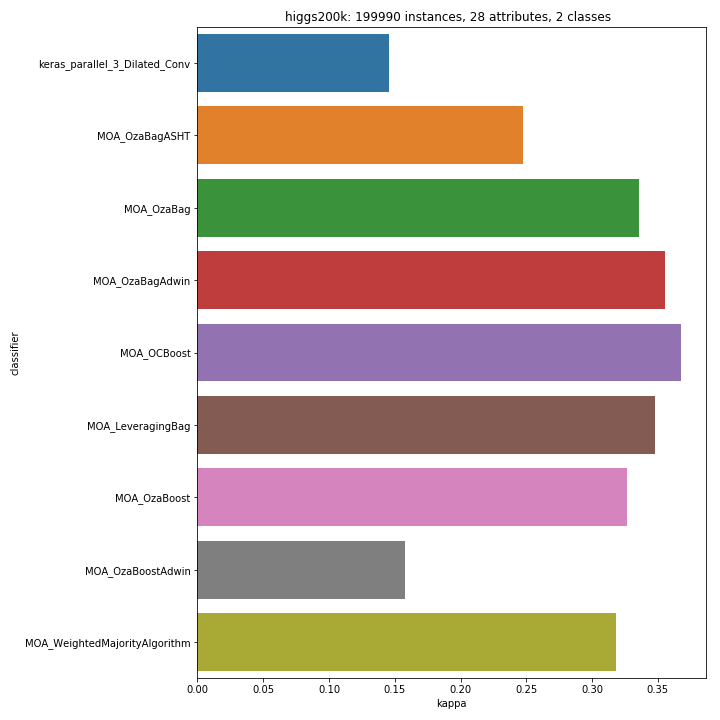 higgs200k: 199990 instances, 28 attributes, 2 classes
classifier
keras_parallel_3_Dilated_Conv
MOA_OzaBagASHT
MOA_OzaBag
MOA_OzaBagAdwin
MOA_OCBoost
MOA_LeveragingBag
MOA_OzaBoost
MOA_OzaBoostAdwin
MOA_WeightedMajorityAlgorithm
0.00 0.05 0.10 0.15 0.20 0.25 0.30 0.35
kappa